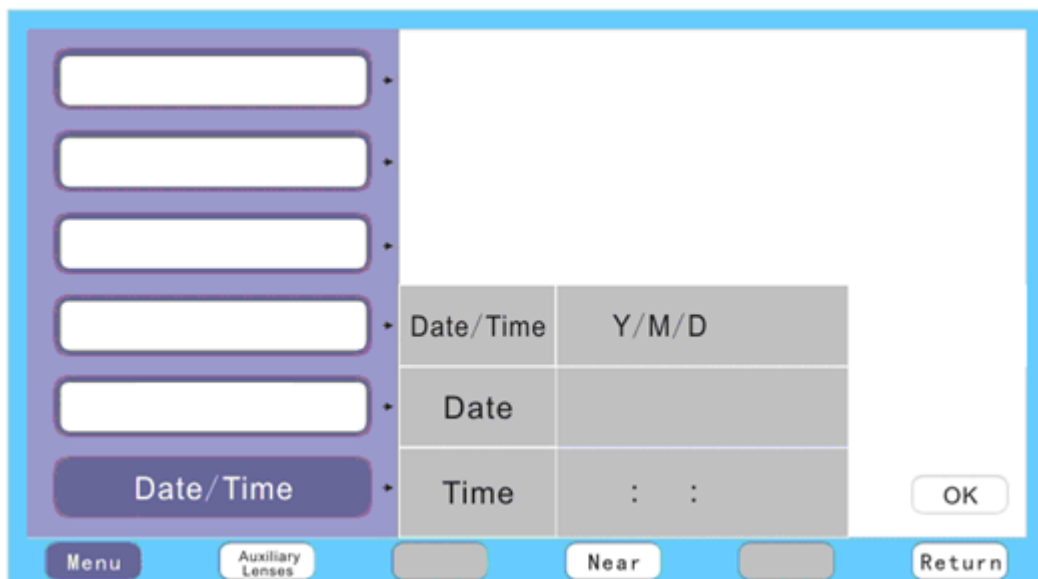 Date/Time Y/M/D
Date
Date/Time Time : :
OK
Menu Auxiliary Lenses Near Return